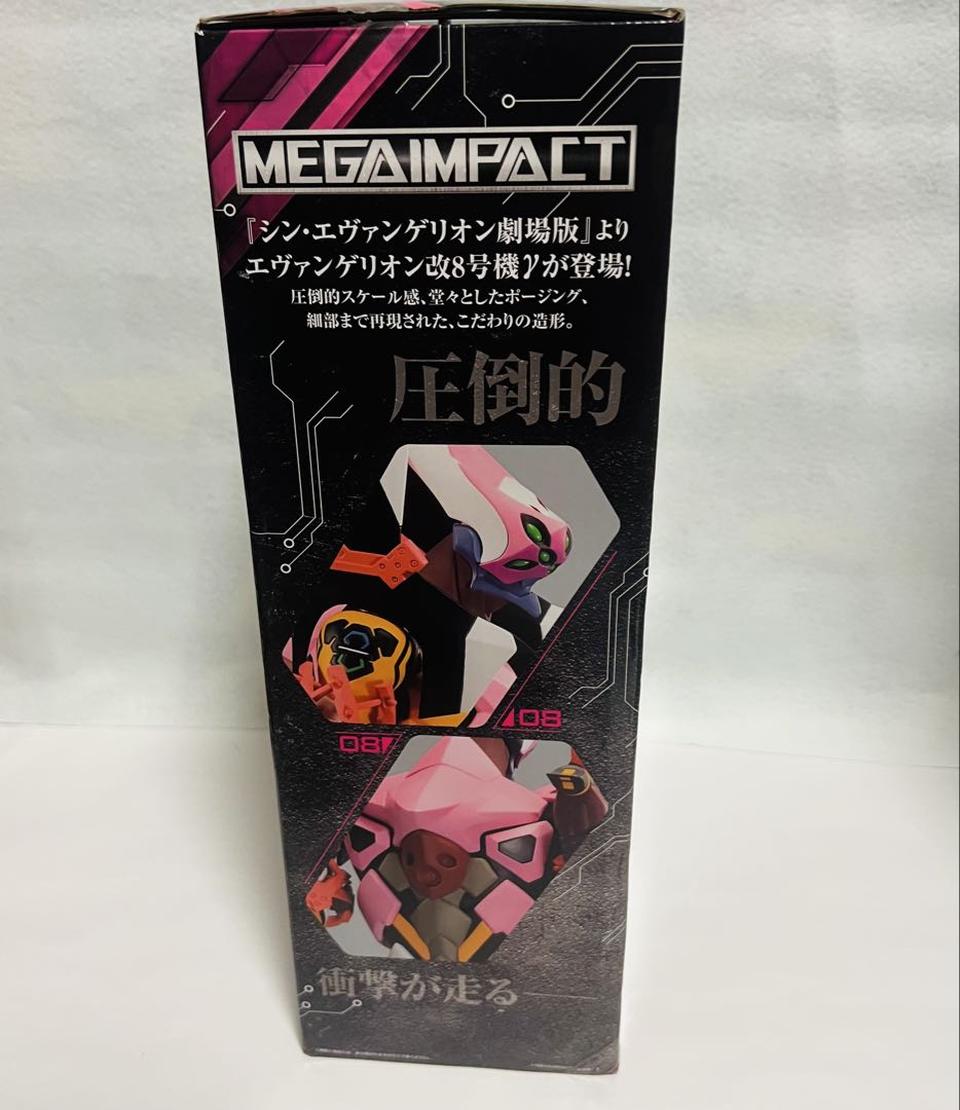 MEGAIMPACT
『シン・エヴァンゲリオン劇場版』より
エヴァンゲリオン改8号機γが登場!
圧倒的スケール感、堂々としたポージング、
細部まで再現された、こだわりの造形。
圧倒的
08
08
衝撃が走る